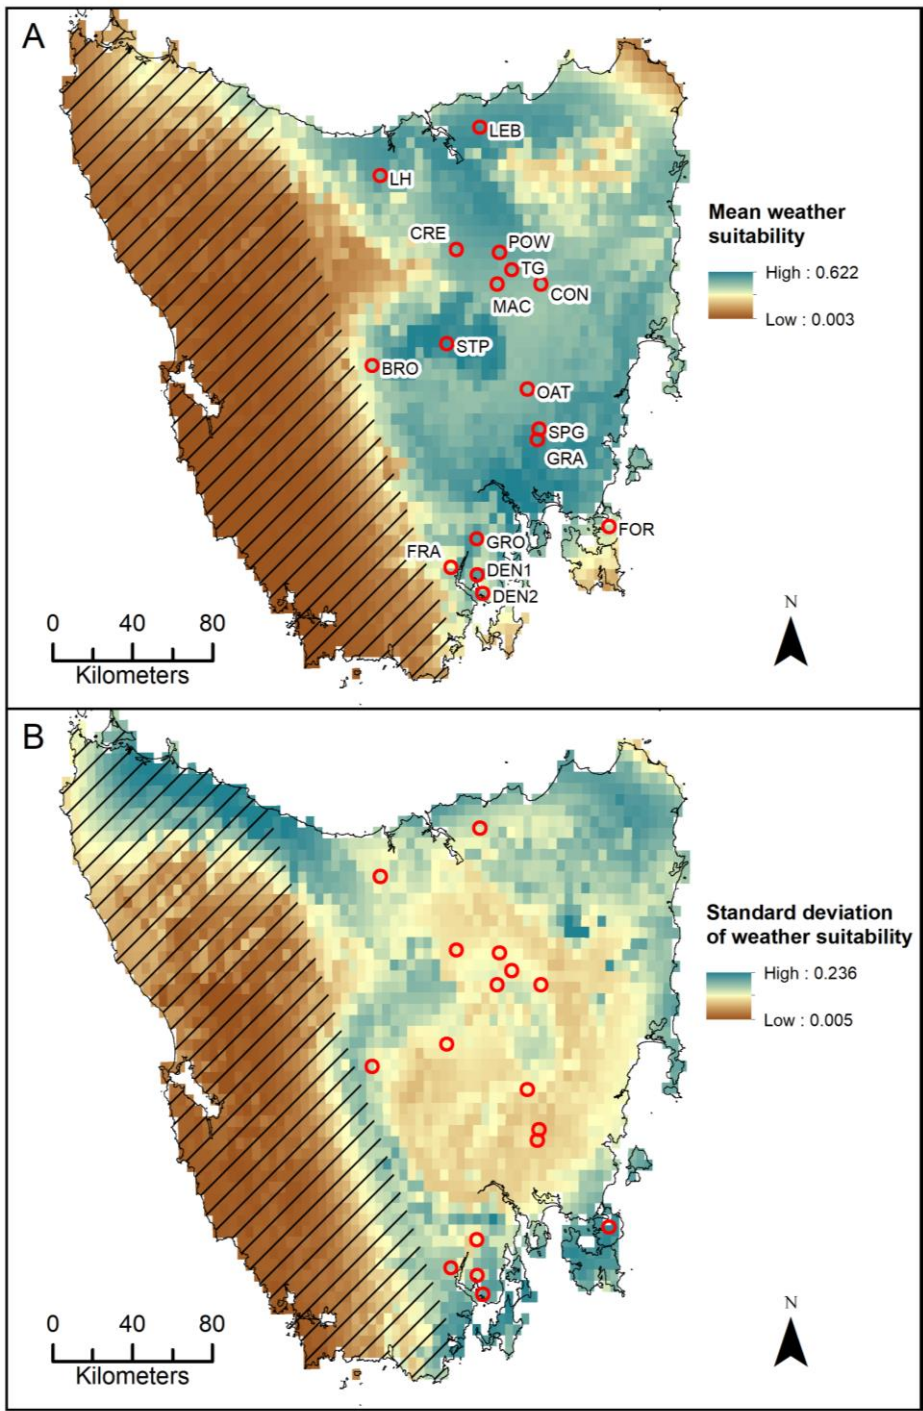 A
LEB
LH
CRE
POW
TG
MAC
CON
STP
BRO
OAT
SPG
GRA
FOR
GRO
FRA
DEN1
DEN2
Mean weather
suitability
High : 0.622
Low : 0.003
0 40 80
Kilometers
N
B
Standard deviation
of weather suitability
High : 0.236
Low : 0.005
0 40 80
Kilometers
N